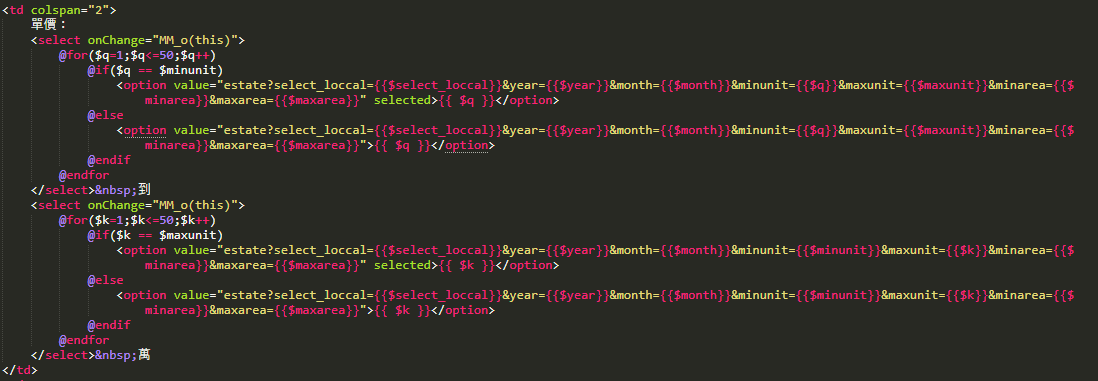 <td colspan="2">
單價：
<select onChange="MM_o(this)">
@for($q=1;$q<=50;$q++)
@if($q == $minunit)
<option value="estate?select_loccal={{$select_loccal}}&year={{$year}}&month={{$month}}&minunit={{$q}}&maxunit={{$maxunit}}&minarea={{$
minarea}}&maxarea={{$maxarea}}" selected>{{ $q }}</option>
@else
<option value="estate?select_loccal={{$select_loccal}}&year={{$year}}&month={{$month}}&minunit={{$q}}&maxunit={{$maxunit}}&minarea={{$
minarea}}&maxarea={{$maxarea}}">{{ $q }}</option>
@endif
@endfor
</select>&nbsp;到
<select onChange="MM_o(this)">
@for($k=1;$k<=50;$k++)
@if($k == $maxunit)
<option value="estate?select_loccal={{$select_loccal}}&year={{$year}}&month={{$month}}&minunit={{$minunit}}&maxunit={{$k}}&minarea={{$
minarea}}&maxarea={{$maxarea}}" selected>{{ $k }}</option>
@else
<option value="estate?select_loccal={{$select_loccal}}&year={{$year}}&month={{$month}}&minunit={{$minunit}}&maxunit={{$k}}&minarea={{$
minarea}}&maxarea={{$maxarea}}">{{ $k }}</option>
@endif
@endfor
</select>&nbsp;萬
</td>